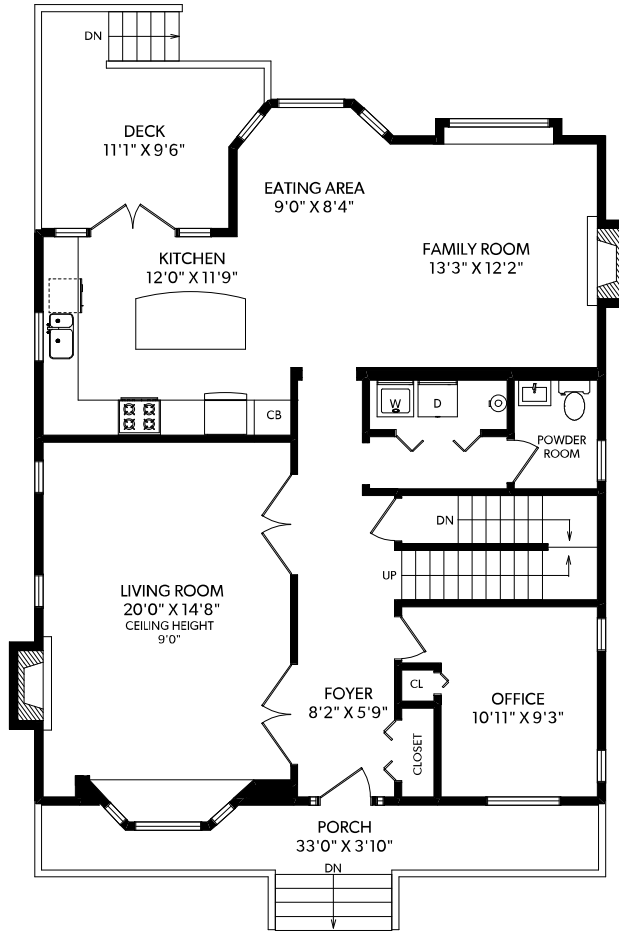 DN
DECK
11'1" X 9'6"
EATING AREA
9'0" X 8'4"
KITCHEN
12'0" X 11'9"
FAMILY ROOM
13'3" X 12'2"
W
D
CB
POWDER
ROOM
DN
UP
LIVING ROOM
20'0" X 14'8"
CEILING HEIGHT
9'0"
CL
FOYER
8'2" X 5'9"
OFFICE
10'11" X 9'3"
CLOSET
PORCH
33'0" X 3'10"
DN